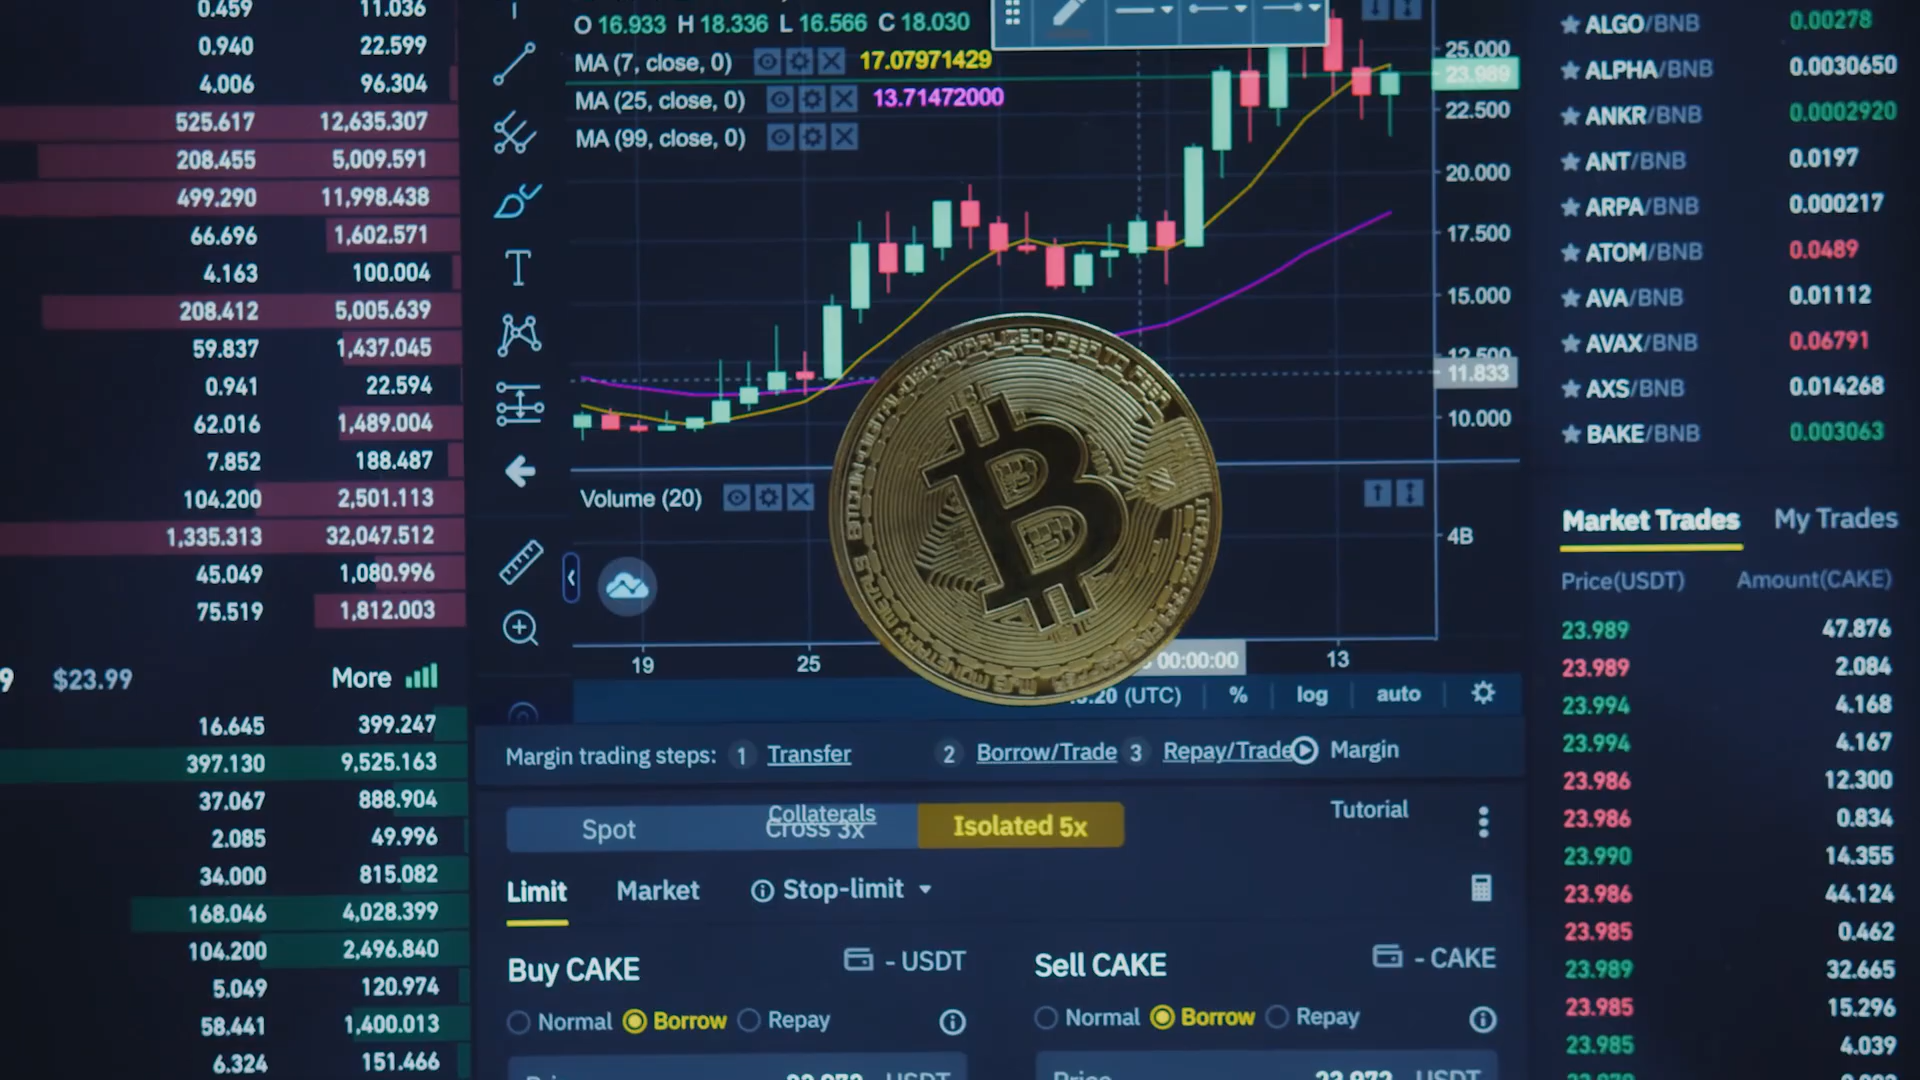 0.459 11.036
0.940 22.599
4.006 96.304
525.617 12,635.307
208.455 5,009.591
499.290 11,998.438
66.696 1,602.571
4.163 100.004
208.412 5,005.639
59.837 1,437.045
0.941 22.594
62.016 1,489.004
7.852 188.487
104.200 2,501.113
1,335.313 32,047.512
45.049 1,080.996
75.519 1,812.003
9 $23.99 More
16.645 399.247
397.130 9,525.163
37.067 888.904
2.085 49.996
34.000 815.082
168.046 4,028.399
104.200 2,496.840
5.049 120.974
58.441 1,400.013
6.324 151.466
O 16.933 H 18.336 L 16.566 C 18.030
MA (7, close, 0) 17.07971429
MA (25, close, 0) 13.71472000
MA (99, close, 0)
25.000
23.989
22.500
20.000
17.500
15.000
12.500
11.833
10.000
Volume (20)
4B
19 25 00:00:00 13
.20 (UTC) % log auto
BITCOIN DECENTRALIZED PEER TO PEER
B
Margin trading steps: 1 Transfer 2 Borrow/Trade 3 Repay/Trade Margin
Collaterals Tutorial
Spot Cross 3x Isolated 5x
Limit Market Stop-limit
Buy CAKE - USDT
Normal Borrow Repay
Sell CAKE - CAKE
Normal Borrow Repay
Price USDT
Price 23.972 USDT
ALGO/BNB 0.00278
ALPHA/BNB 0.0030650
ANKR/BNB 0.0002920
ANT/BNB 0.0197
ARPA/BNB 0.000217
ATOM/BNB 0.0489
AVA/BNB 0.01112
AVAX/BNB 0.06791
AXS/BNB 0.014268
BAKE/BNB 0.003063
Market Trades My Trades
Price(USDT) Amount(CAKE)
23.989 47.876
23.989 2.084
23.994 4.168
23.994 4.167
23.986 12.300
23.986 0.834
23.990 14.355
23.986 44.124
23.985 0.462
23.989 32.665
23.985 15.296
23.985 4.039